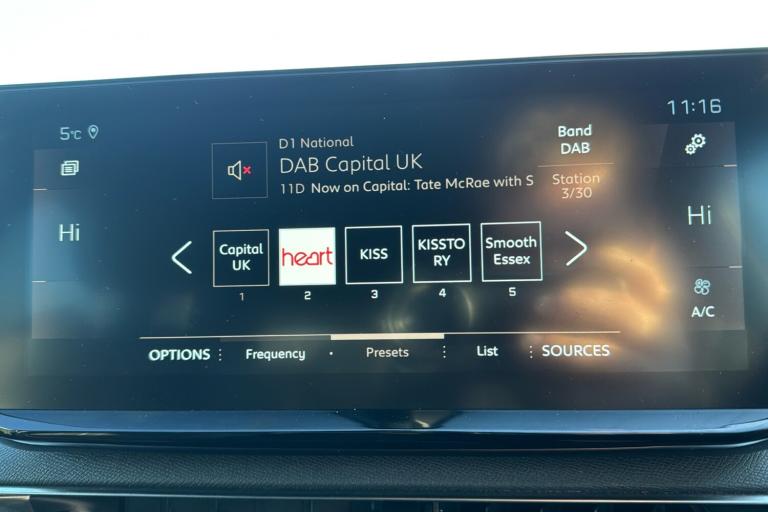 11:16
5°C
D1 National
DAB Capital UK
11D Now on Capital: Tate McRae with S
Band
DAB
Station
3/30
Hi
Hi
Capital
UK
heart
KISS
KISSTO
RY
Smooth
Essex
1
2
3
4
5
A/C
OPTIONS
Frequency
Presets
List
SOURCES